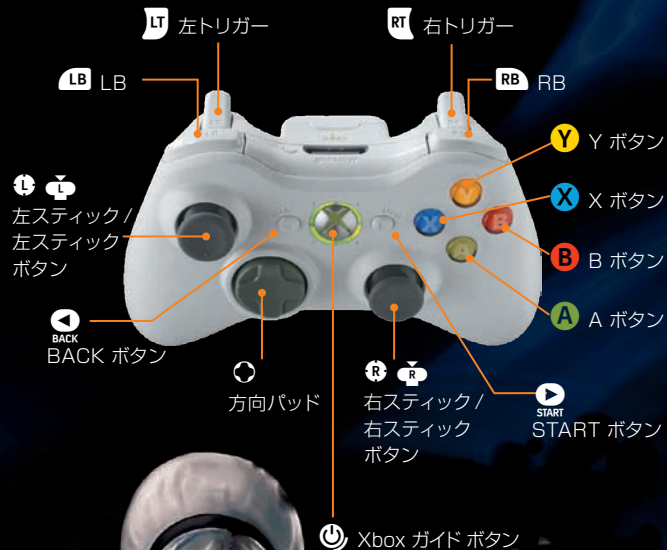 LT 左トリガー
RT 右トリガー
LB LB
RB RB
Y Y ボタン
X X ボタン
B B ボタン
A A ボタン
L L
左スティック /
左スティック
ボタン
BACK
BACK ボタン
方向パッド
R R
右スティック /
右スティック
ボタン
START
START ボタン
Xbox ガイド ボタン
Y
X
B
A